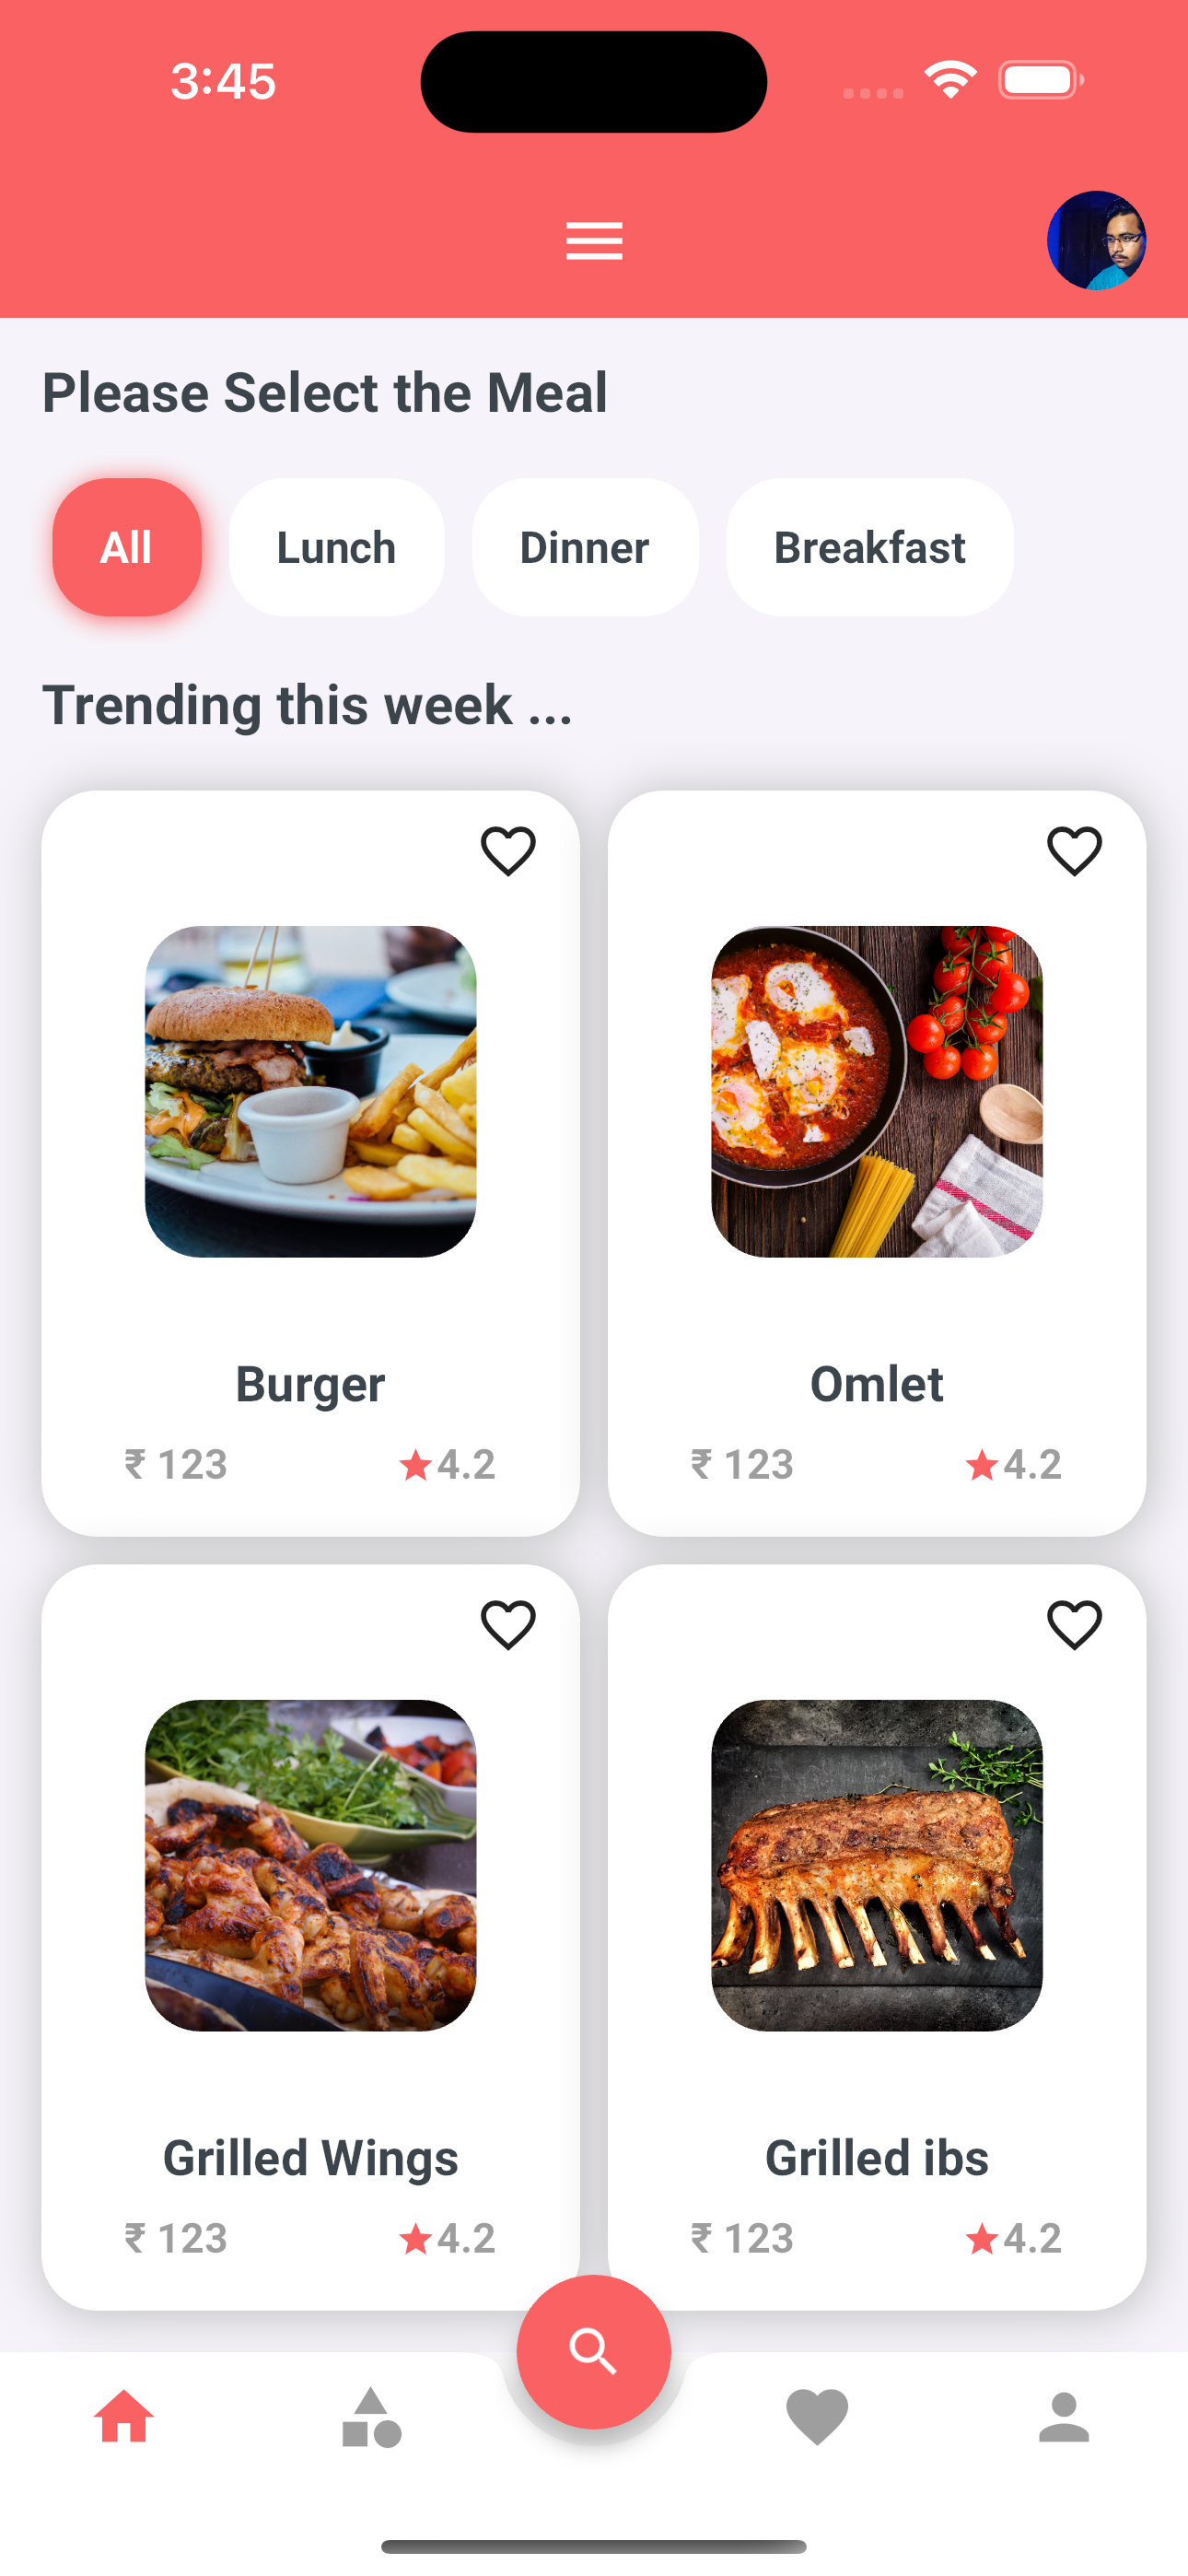 3:45
Please Select the Meal
All Lunch Dinner Breakfast
Trending this week ...
Burger
₹ 123 4.2
Omlet
₹ 123 4.2
Grilled Wings
₹ 123 4.2
Grilled ibs
₹ 123 4.2